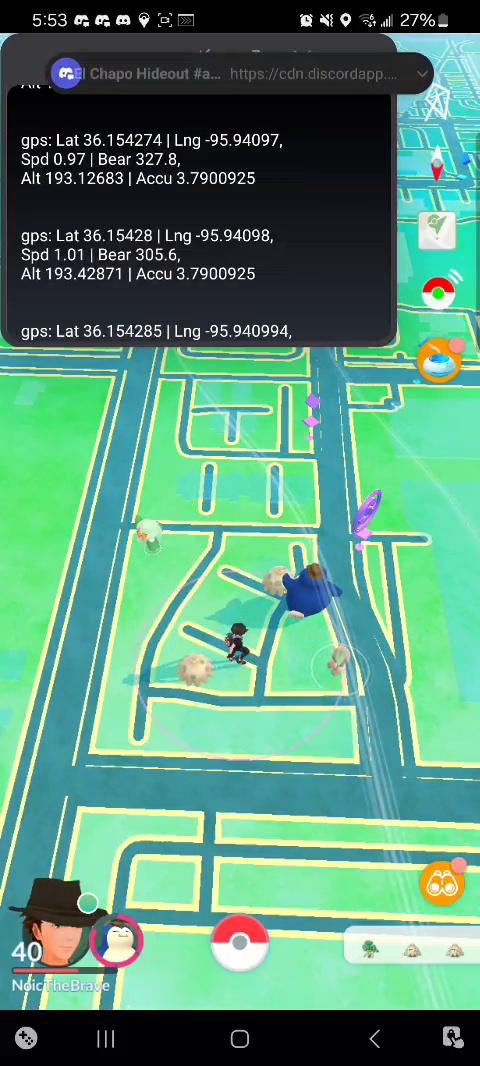 5:53
27%
El Chapo Hideout #a... https://cdn.discordapp....
gps: Lat 36.154274 | Lng -95.94097,
Spd 0.97 | Bear 327.8,
Alt 193.12683 | Accu 3.7900925
gps: Lat 36.15428 | Lng -95.94098,
Spd 1.01 | Bear 305.6,
Alt 193.42871 | Accu 3.7900925
gps: Lat 36.154285 | Lng -95.940994,
40
NoicTheBrave